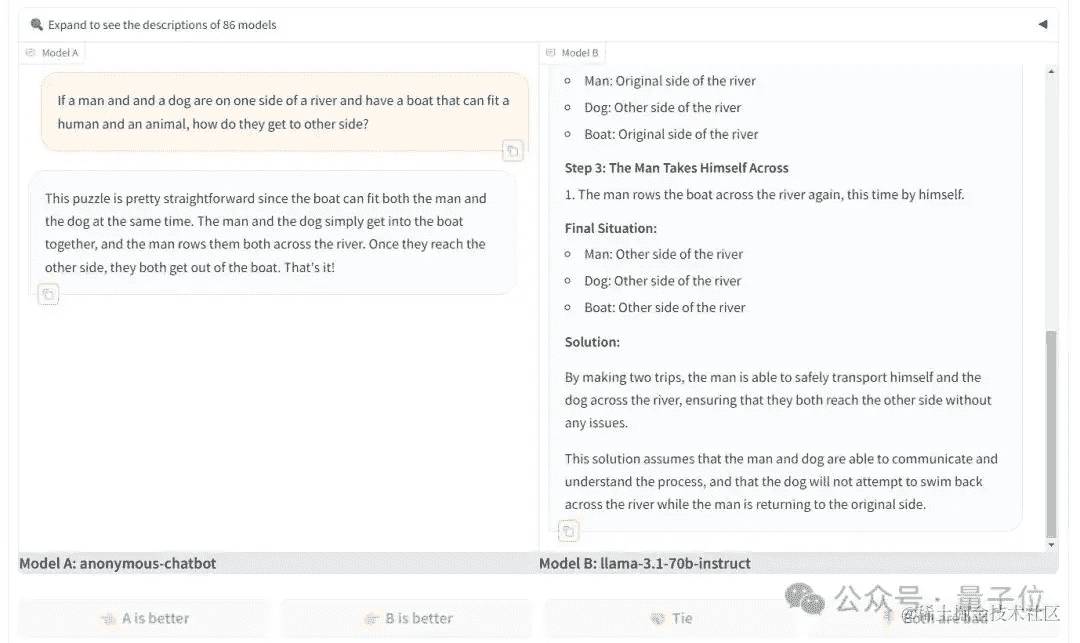 Expand to see the descriptions of 86 models
Model A
If a man and and a dog are on one side of a river and have a boat that can fit a
human and an animal, how do they get to other side?
This puzzle is pretty straightforward since the boat can fit both the man and
the dog at the same time. The man and the dog simply get into the boat
together, and the man rows them both across the river. Once they reach the
other side, they both get out of the boat. That's it!
Model B
Man: Original side of the river
Dog: Other side of the river
Boat: Original side of the river
Step 3: The Man Takes Himself Across
1. The man rows the boat across the river again, this time by himself.
Final Situation:
Man: Other side of the river
Dog: Other side of the river
Boat: Other side of the river
Solution:
By making two trips, the man is able to safely transport himself and the
dog across the river, ensuring that they both reach the other side without
any issues.
This solution assumes that the man and dog are able to communicate and
understand the process, and that the dog will not attempt to swim back
across the river while the man is returning to the original side.
Model A: anonymous-chatbot
Model B: llama-3.1-70b-instruct
A is better
B is better
Tie
Both are bad
公众号·量子位
@稀土掘金技术社区